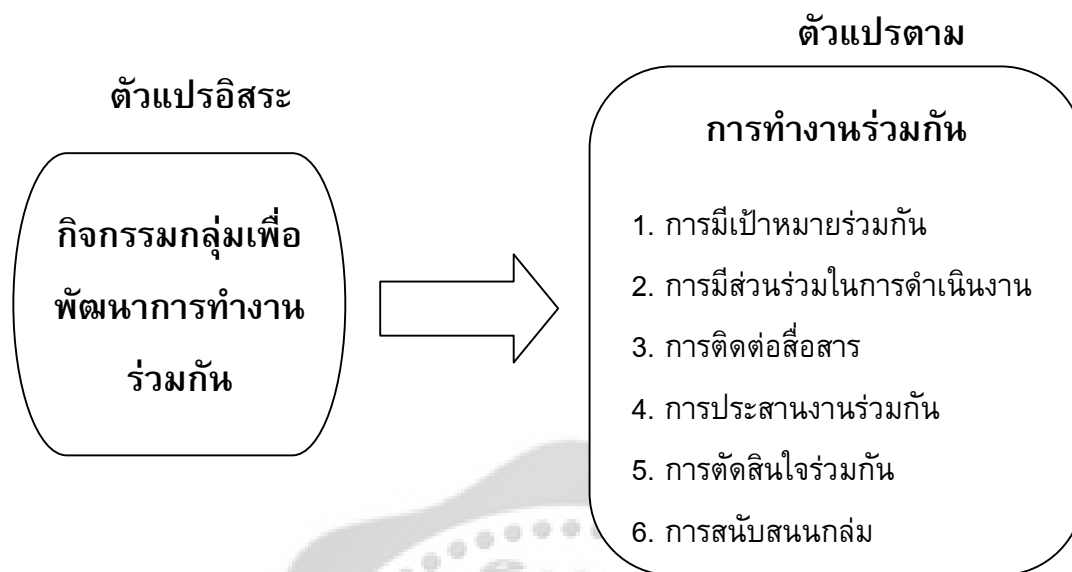 ตัวแปรตาม
ตัวแปรอิสระ
การทำงานร่วมกัน
กิจกรรมกลุ่มเพื่อ
พัฒนาการทำงาน
ร่วมกัน
1. การมีเป้าหมายร่วมกัน
2. การมีส่วนร่วมในการดำเนินงาน
3. การติดต่อสื่อสาร
4. การประสานงานร่วมกัน
5. การตัดสินใจร่วมกัน
6. การสนับสนนกล่ม